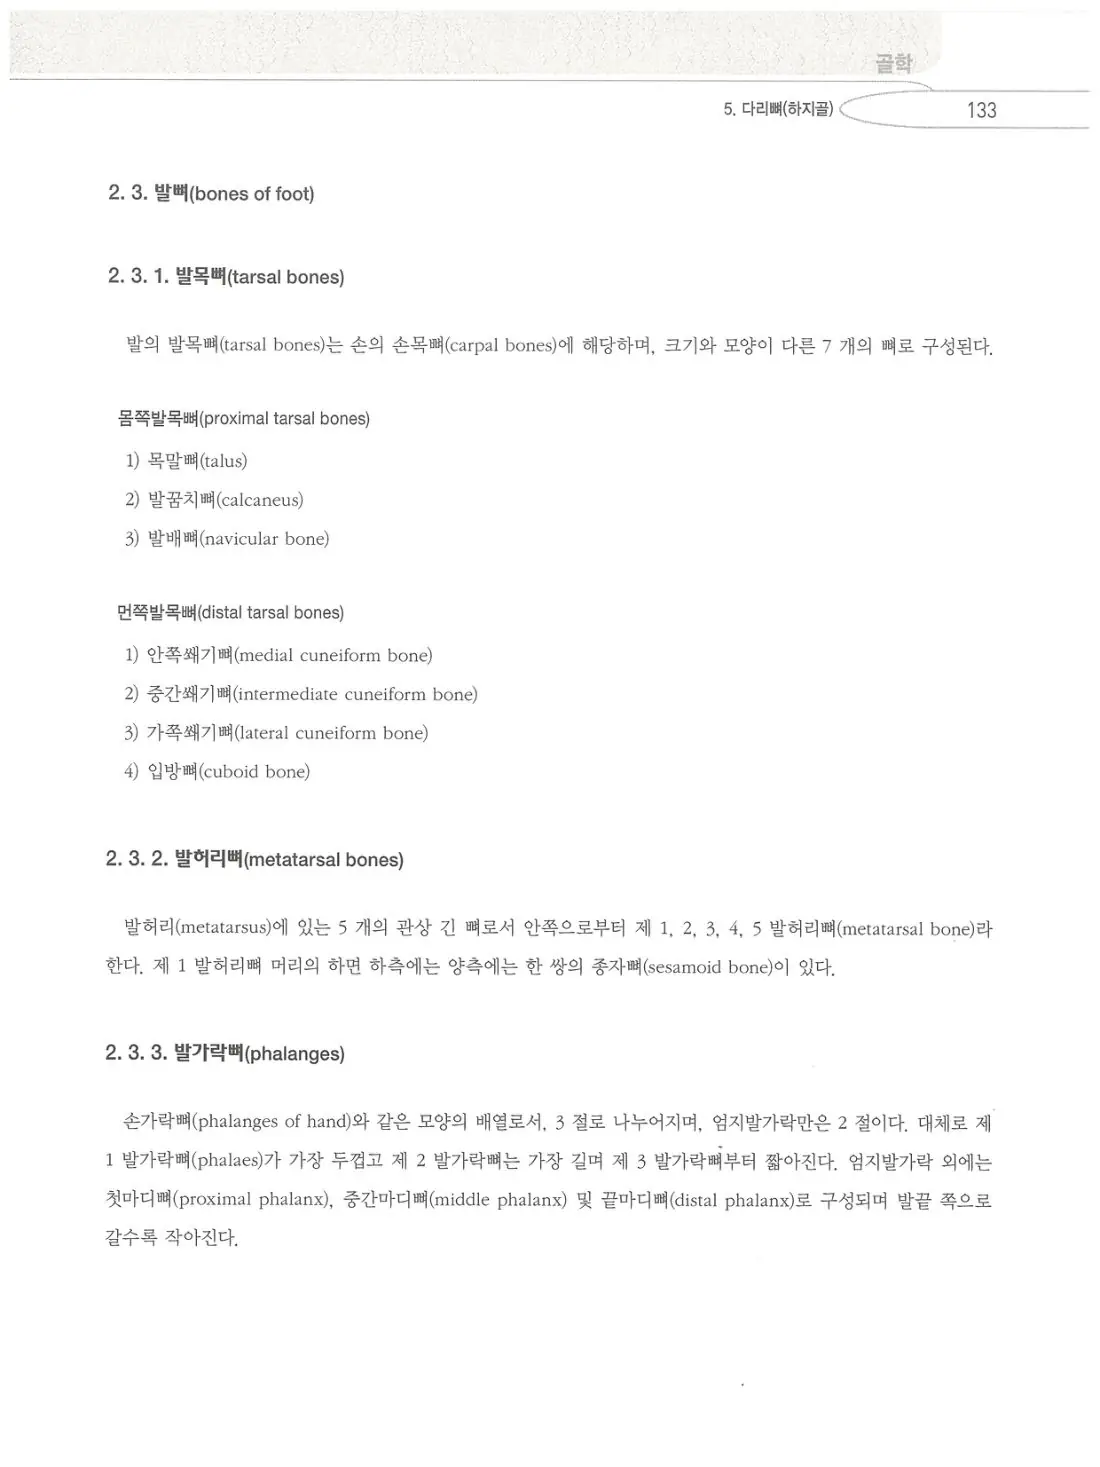 골학
5. 다리뼈(하지골)
133
2. 3. 발뼈(bones of foot)
2. 3. 1. 발목뼈(tarsal bones)
발의 발목뼈(tarsal bones)는 손의 손목뼈(carpal bones)에 해당하며, 크기와 모양이 다른 7 개의 뼈로 구성된다.
몸쪽발목뼈(proximal tarsal bones)
1) 목말뼈(talus)
2) 발꿈치뼈(calcaneus)
3) 발배뼈(navicular bone)
먼쪽발목뼈(distal tarsal bones)
1) 안쪽쐐기뼈(medial cuneiform bone)
2) 중간쐐기뼈(intermediate cuneiform bone)
3) 가쪽쐐기뼈(lateral cuneiform bone)
4) 입방뼈(cuboid bone)
2. 3. 2. 발허리뼈(metatarsal bones)
발허리(metatarsus)에 있는 5 개의 관상 긴 뼈로서 안쪽으로부터 제 1, 2, 3, 4, 5 발허리뼈(metatarsal bone)라
한다. 제 1 발허리뼈 머리의 하면 하측에는 양측에는 한 쌍의 종자뼈(sesamoid bone)이 있다.
2. 3. 3. 발가락뼈(phalanges)
손가락뼈(phalanges of hand)와 같은 모양의 배열로서, 3 절로 나누어지며, 엄지발가락만은 2 절이다. 대체로 제
1 발가락뼈(phalaes)가 가장 두껍고 제 2 발가락뼈는 가장 길며 제 3 발가락뼈부터 짧아진다. 엄지발가락 외에는
첫마디뼈(proximal phalanx), 중간마디뼈(middle phalanx) 및 끝마디뼈(distal phalanx)로 구성되며 발끝 쪽으로
갈수록 작아진다.